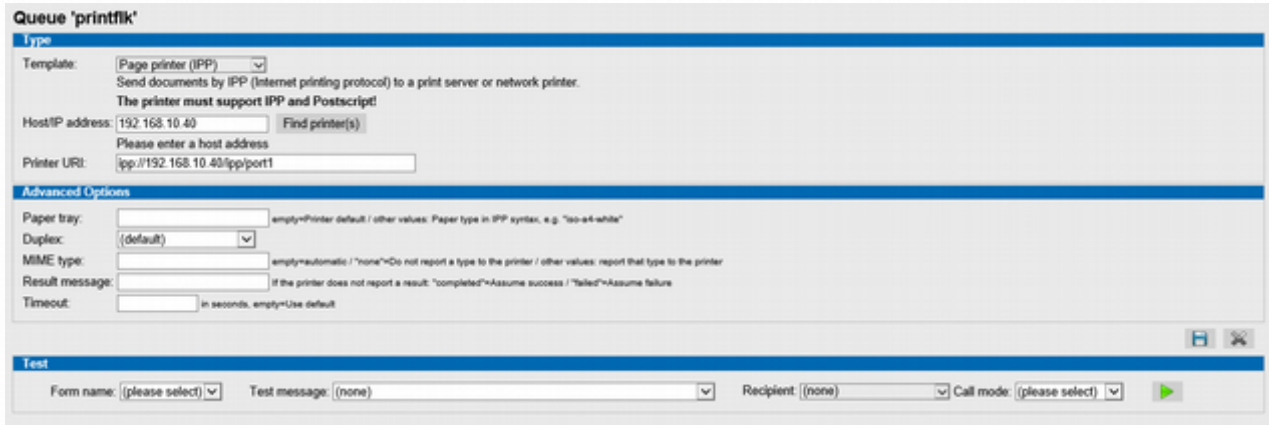 Queue 'printflk'
Type
Template: Page printer (IPP)
Send documents by IPP (Internet printing protocol) to a print server or network printer.
The printer must support IPP and Postscript!
Host/IP address: 192.168.10.40 Find printer(s)
Please enter a host address
Printer URI: ipp://192.168.10.40/ipp/port1
Advanced Options
Paper tray: empty=Printer default / other values: Paper type in IPP syntax, e.g. "iso-a4-white"
Duplex: (default)
MIME type: empty=automatic / "none"=Do not report a type to the printer / other values: report that type to the printer
Result message: If the printer does not report a result: "completed"=Assume success / "failed"=Assume failure
Timeout: in seconds, empty=Use default
Test
Form name: (please select) Test message: (none) Recipient: (none) Call mode: (please select)